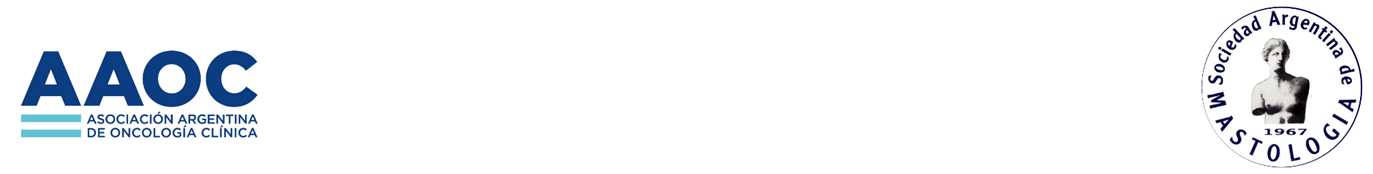 AAOC
ASOCIACIÓN ARGENTINA
DE ONCOLOGÍA CLÍNICA
Sociedad Argentina de
MASTOLOGIA
1967